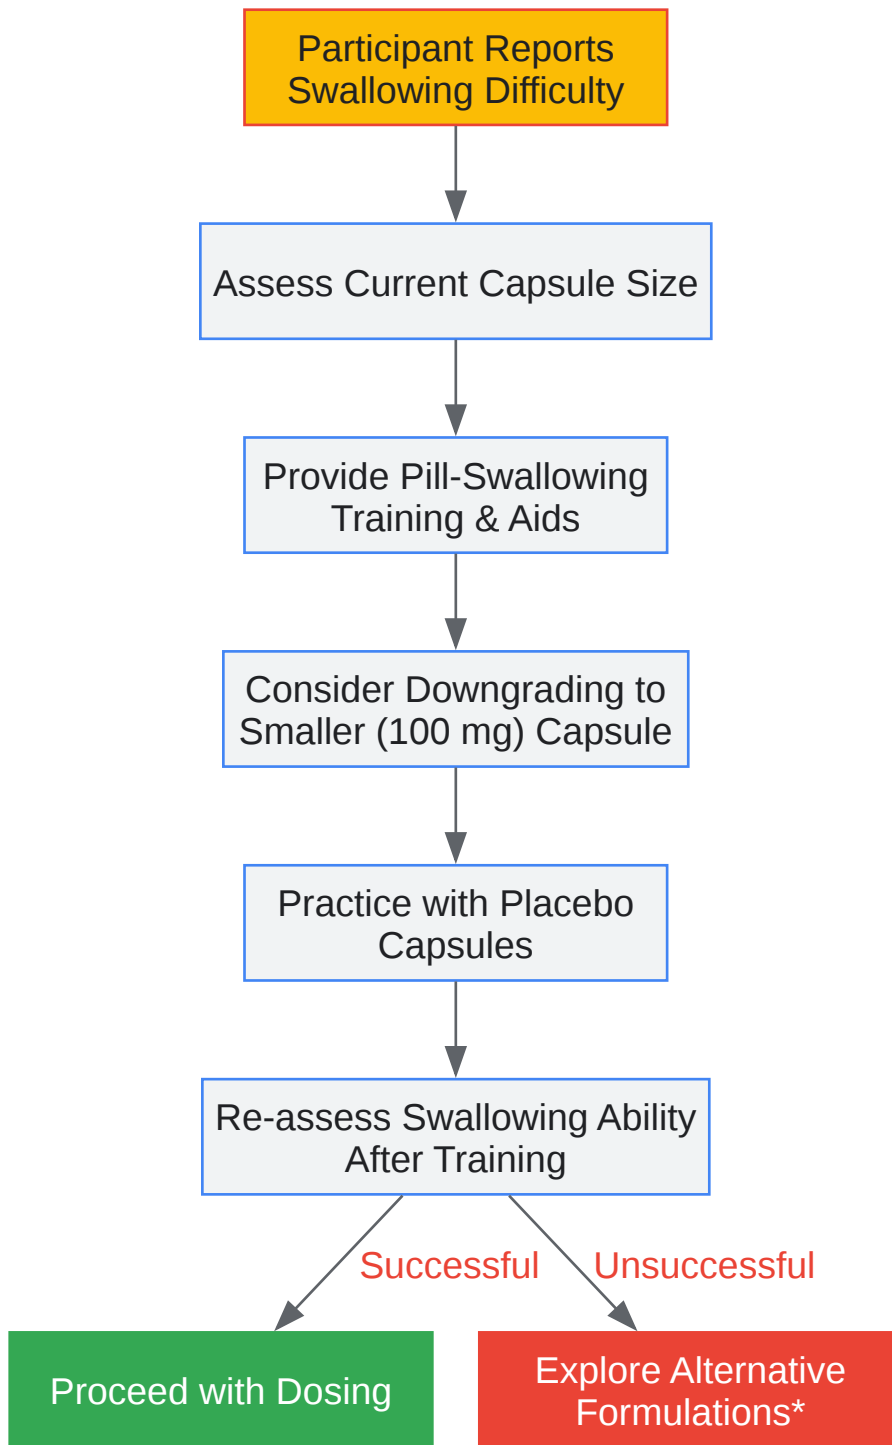 Participant Reports
Swallowing Difficulty
Assess Current Capsule Size
Provide Pill-Swallowing
Training & Aids
Consider Downgrading to
Smaller (100 mg) Capsule
Practice with Placebo
Capsules
Re-assess Swallowing Ability
After Training
Successful
Unsuccessful
Proceed with Dosing
Explore Alternative
Formulations*